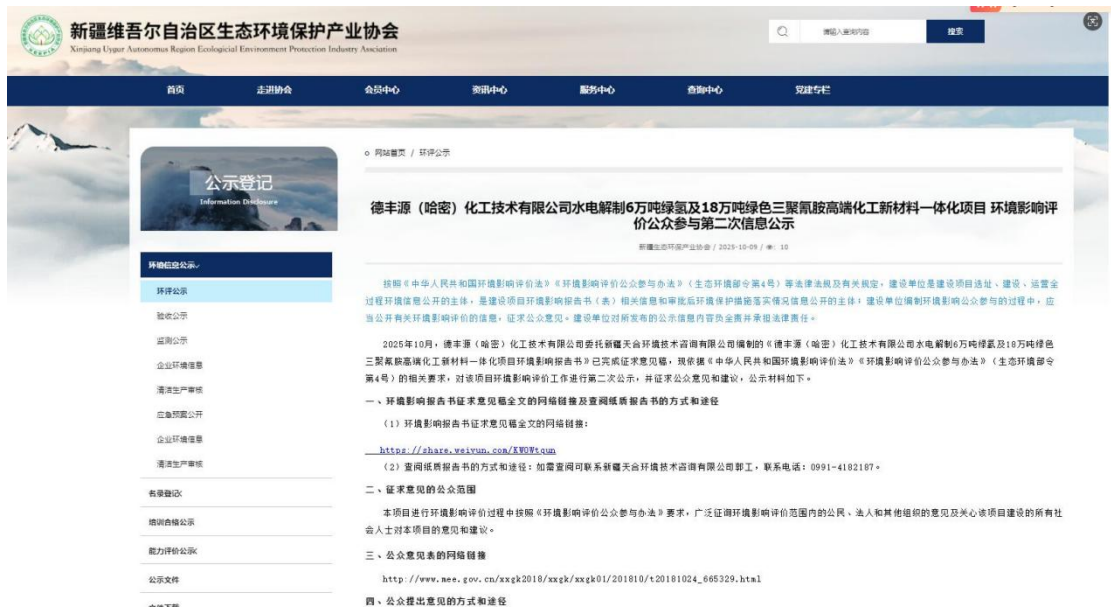 新疆维吾尔自治区生态环境保护产业协会
Xinjiang Uygur Autonomous Region Ecologicial Environment Protection Industry Asociation
请输入查询内容
搜索
首页
走进协会
会员中心
资讯中心
服务中心
查询中心
党建专栏
网站首页 / 环评公示
公示登记
Information Disclosure
环境信息公示
环评公示
验收公示
监测公示
企业环境信息
清洁生产审核
应急预案公开
企业环境信息
清洁生产审核
名录登记
培训合格公示
能力评价公示
公示文件
德丰源（哈密）化工技术有限公司水电解制6万吨绿氢及18万吨绿色三聚氰胺高端化工新材料一体化项目 环境影响评
价公众参与第二次信息公示
新疆生态环保产业协会 / 2025-10-09 / : 10
按照《中华人民共和国环境影响评价法》《环境影响评价公众参与办法》（生态环境部令第4号）等法律法规及有关规定，建设单位是建设项目选址、建设、运营全
过程环境信息公开的主体，是建设项目环境影响报告书（表）相关信息和审批后环境保护措施落实情况信息公开的主体；建设单位编制环境影响公众参与的过程中，应
当公开有关环境影响评价的信息，征求公众意见。建设单位对所发布的公示信息内容负全责并承担法律责任。
2025年10月，德丰源（哈密）化工技术有限公司委托新疆天合环境技术咨询有限公司编制的《德丰源（哈密）化工技术有限公司水电解制6万吨绿氢及18万吨绿色
三聚氰胺高端化工新材料一体化项目环境影响报告书》已完成征求意见稿，现依据《中华人民共和国环境影响评价法》《环境影响评价公众参与办法》（生态环境部令
第4号）的相关要求，对该项目环境影响评价工作进行第二次公示，并征求公众意见和建议，公示材料如下。
一、环境影响报告书征求意见稿全文的网络链接及查阅纸质报告书的方式和途径
（1）环境影响报告书征求意见稿全文的网络链接：
https://share.weiyun.com/KWOWtqun
（2）查阅纸质报告书的方式和途径：如需查阅可联系新疆天合环境技术咨询有限公司郭工，联系电话：0991-4182187。
二、征求意见的公众范围
本项目进行环境影响评价过程中按照《环境影响评价公众参与办法》要求，广泛征询环境影响评价范围内的公民、法人和其他组织的意见及关心该项目建设的所有社
会人士对本项目的意见和建议。
三、公众意见表的网络链接
http://www.mee.gov.cn/xxgk2018/xxgk/xxgk01/201810/t20181024_665329.html
四、公众提出意见的方式和途径